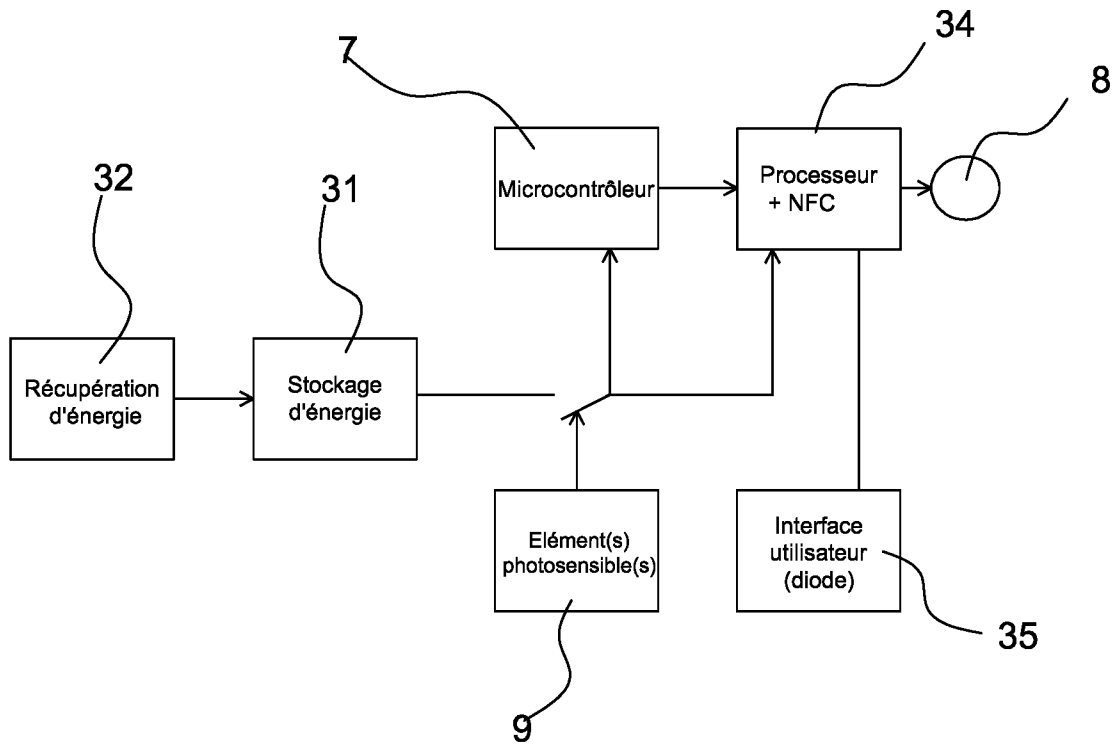 7
34
8
32
31
Microcontrôleur
Processeur
+ NFC
Récupération
d'énergie
Stockage
d'énergie
Elément(s)
photosensible(s)
Interface
utilisateur
(diode)
35
9